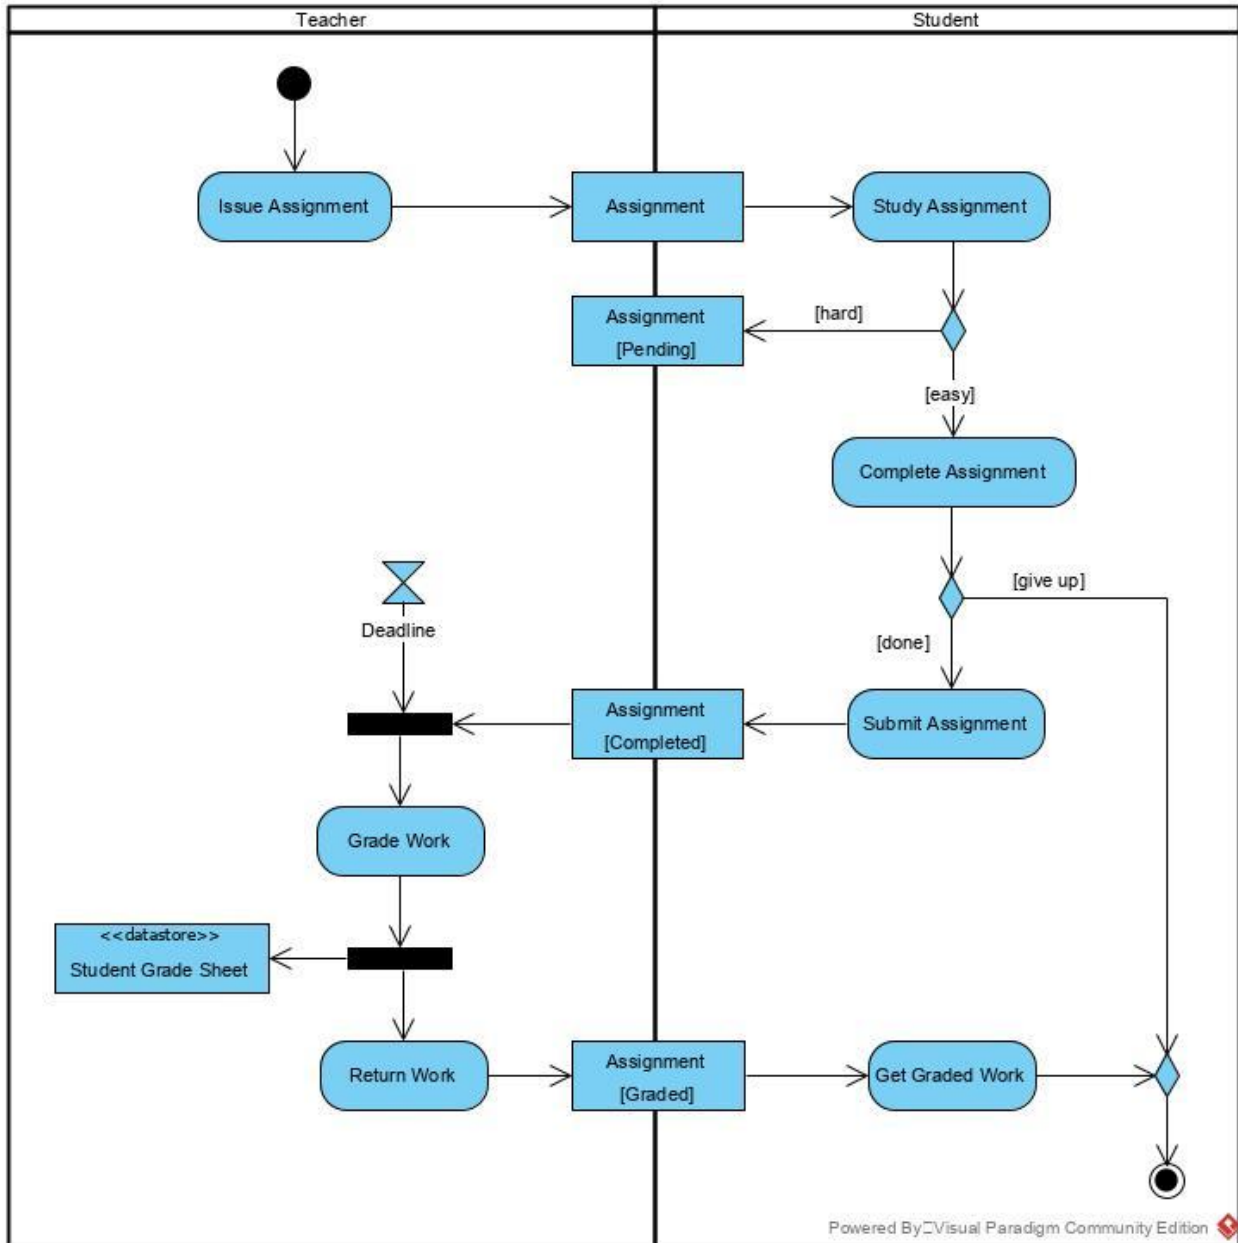 Teacher
Student
Issue Assignment
Assignment
Study Assignment
Assignment
[Pending]
[hard]
[easy]
Complete Assignment
[give up]
Deadline
[done]
Assignment
[Completed]
Submit Assignment
Grade Work
<<datastore>>
Student Grade Sheet
Return Work
Assignment
[Graded]
Get Graded Work
Powered By Visual Paradigm Community Edition